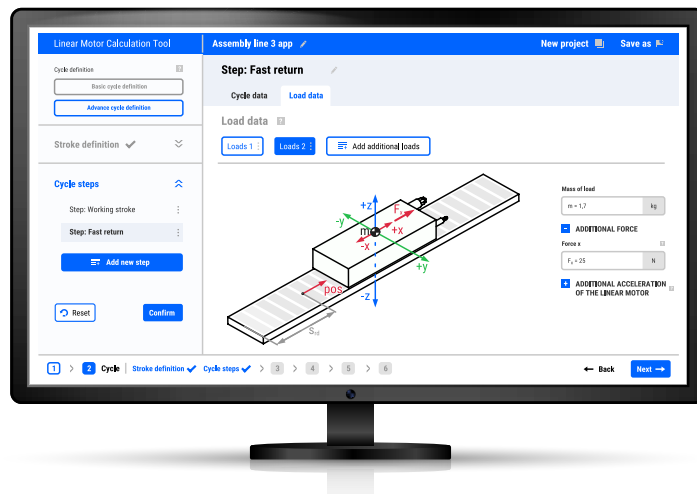 Linear Motor Calculation Tool
Assembly line 3 app
New project
Save as
Cycle definition
Basic cycle definition
Advance cycle definition
Stroke definition
Cycle steps
Step: Working stroke
Step: Fast return
Add new step
Reset
Confirm
Step: Fast return
Cycle data
Load data
Load data
Loads 1
Loads 2
Add additional loads
+z
-y
m
-x
+x
+y
-z
pos
Mass of load
m = 1,7
kg
ADDITIONAL FORCE
Force x
Fx = 25
N
ADDITIONAL ACCELERATION
OF THE LINEAR MOTOR
1 > 2 Cycle | Stroke definition Cycle steps > 3 > 4 > 5 > 6
Back
Next